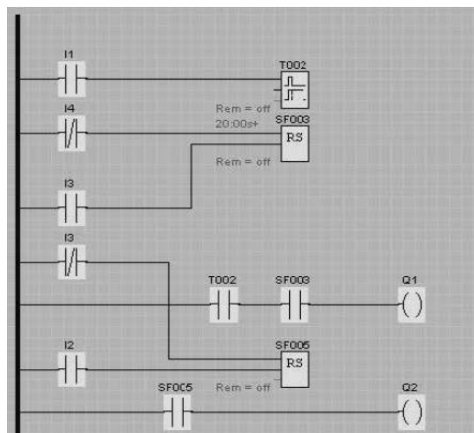 I1
T002
Rem = off
I4
20:00s+
SF003
RS
Rem = off
I3
I3
T002
SF003
Q1
I2
SF005
RS
Rem = off
SF005
Q2